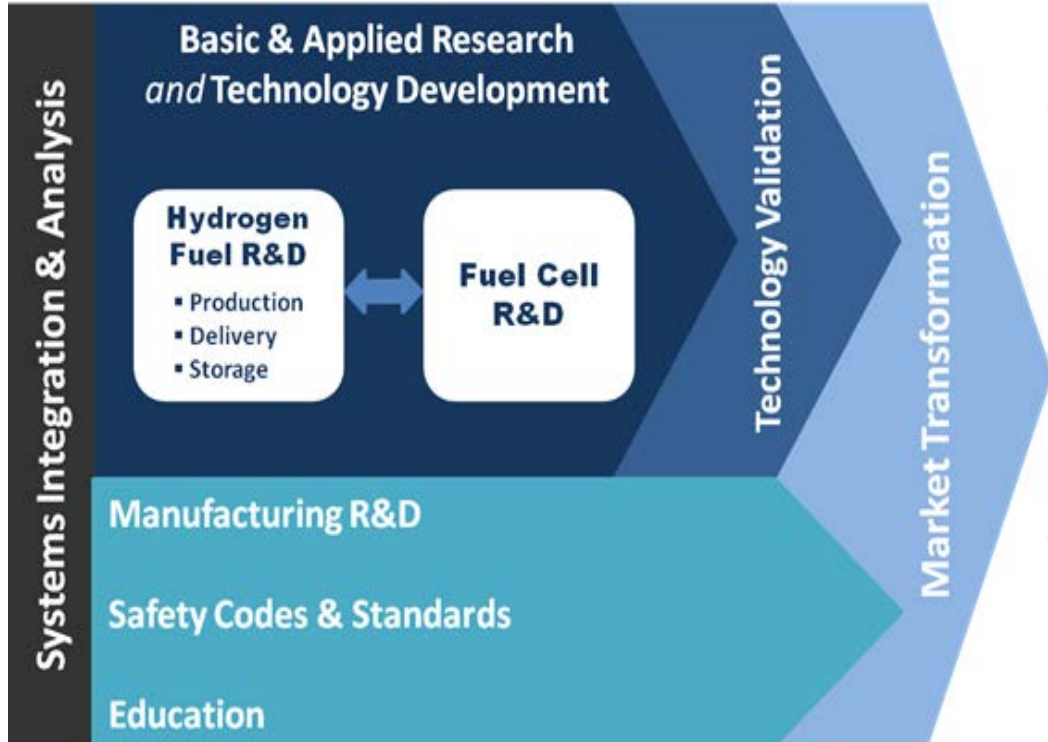 Systems Integration & Analysis
Basic & Applied Research
and Technology Development
Hydrogen
Fuel R&D
▪ Production
▪ Delivery
▪ Storage
Fuel Cell
R&D
Technology Validation
Market Transformation
Manufacturing R&D
Safety Codes & Standards
Education